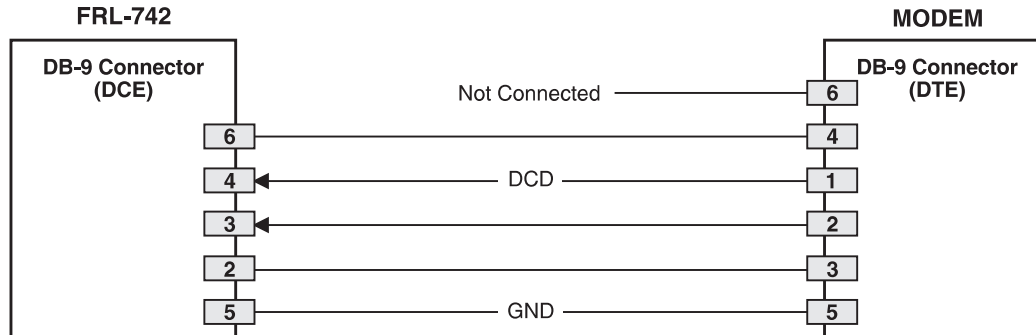 FRL-742 MODEM
DB-9 Connector DB-9 Connector
(DCE) (DTE)
Not Connected 6
6 4
4 DCD 1
3 2
2 3
5 GND 5